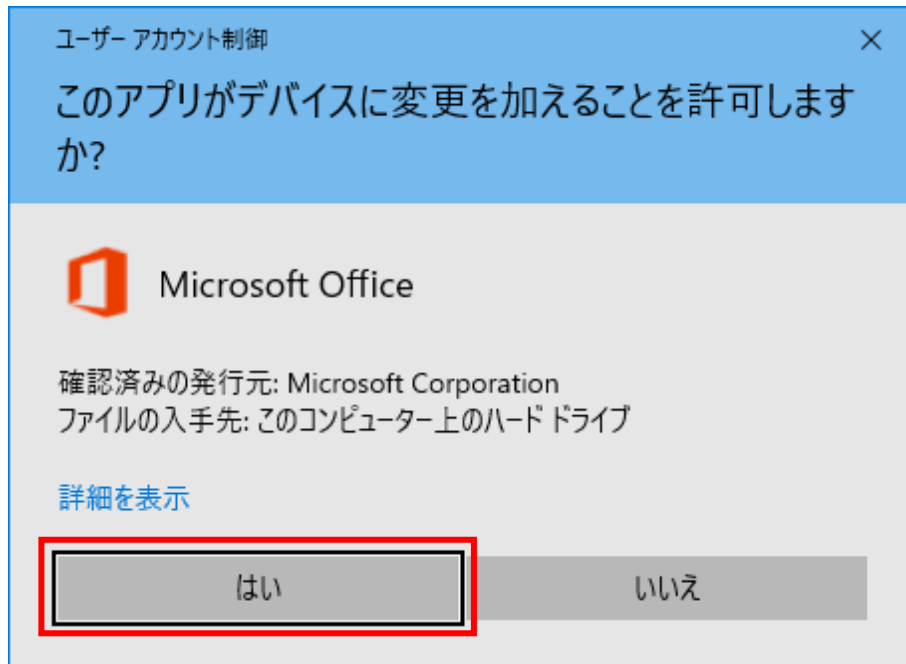 ユーザー アカウント制御
このアプリがデバイスに変更を加えることを許可します
か?
Microsoft Office
確認済みの発行元: Microsoft Corporation
ファイルの入手先: このコンピューター上のハード ドライブ
詳細を表示
はい
いいえ